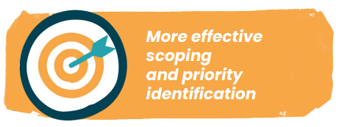 More effective
scoping
and priority
identification